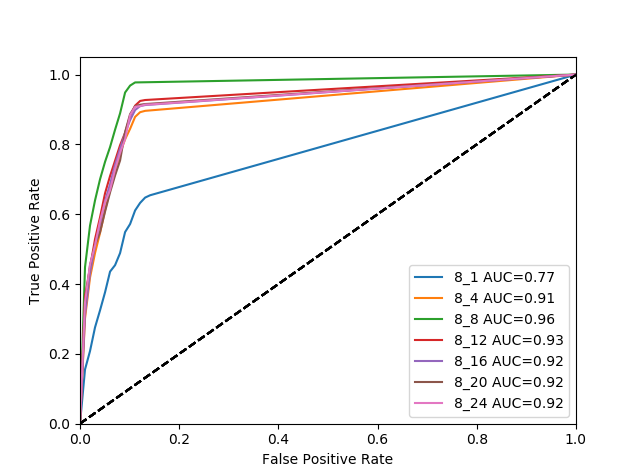 1.0
0.8
0.6
0.4
0.2
0.0
True Positive Rate
8_1 AUC=0.77
8_4 AUC=0.91
8_8 AUC=0.96
8_12 AUC=0.93
8_16 AUC=0.92
8_20 AUC=0.92
8_24 AUC=0.92
0.0 0.2 0.4 0.6 0.8 1.0
False Positive Rate